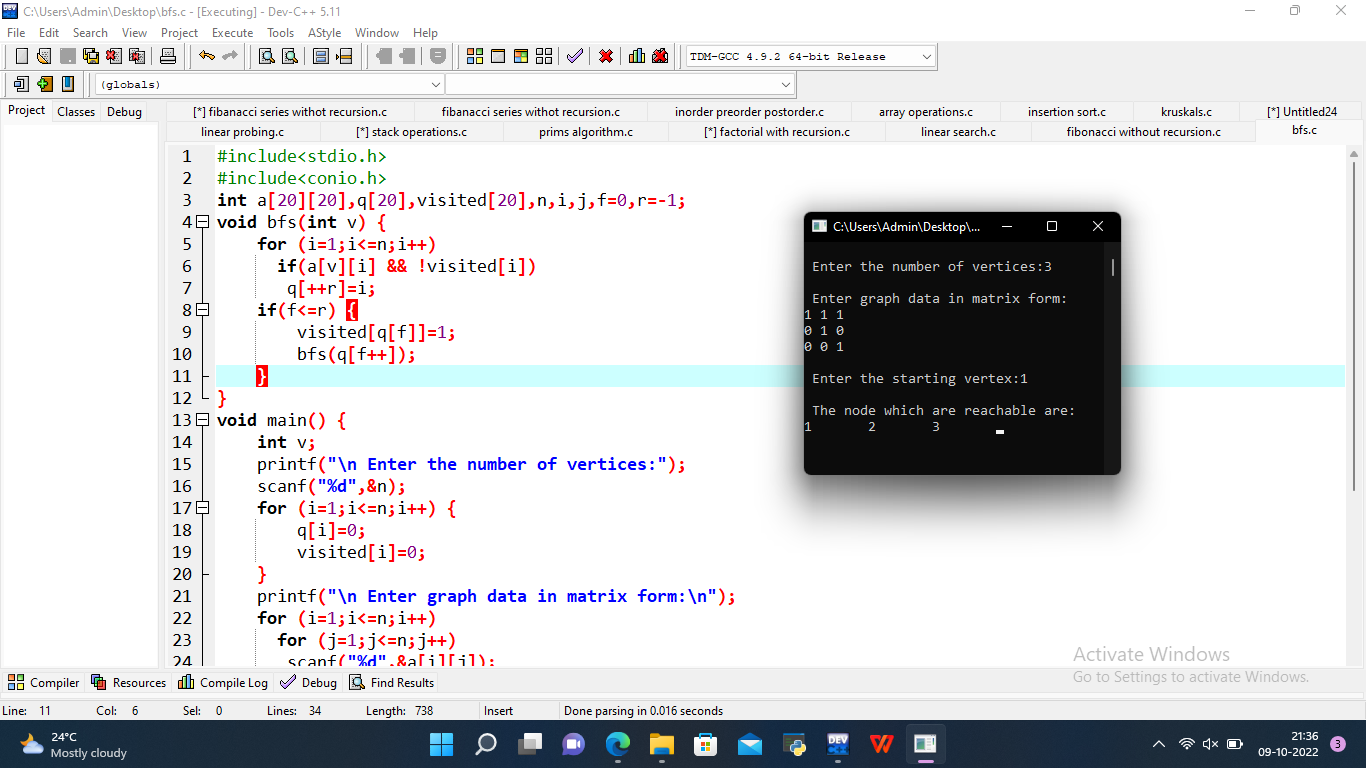 C:\Users\Admin\Desktop\bfs.c - [Executing] - Dev-C++ 5.11
File Edit Search View Project Execute Tools AStyle Window Help
TDM-GCC 4.9.2 64-bit Release
(globals)
Project Classes Debug
[*] fibanacci series withot recursion.c fibanacci series withot recursion.c inorder preorder postorder.c array operations.c insertion sort.c kruskals.c [*] Untitled24
linear probing.c [*] stack operations.c prims algorithm.c [*] factorial with recursion.c linear search.c fibonacci without recursion.c bfs.c
1 #include<stdio.h>
2 #include<conio.h>
3 int a[20][20],q[20],visited[20],n,i,j,f=0,r=-1;
4 void bfs(int v) {
5 for (i=1;i<=n;i++)
6 if(a[v][i] && !visited[i])
7 q[++r]=i;
8 if(f<=r) {
9 visited[q[f]]=1;
10 bfs(q[f++]);
11 }
12 }
13 void main() {
14 int v;
15 printf("\n Enter the number of vertices:");
16 scanf("%d",&n);
17 for (i=1;i<=n;i++) {
18 q[i]=0;
19 visited[i]=0;
20 }
21 printf("\n Enter graph data in matrix form:\n");
22 for (i=1;i<=n;i++)
23 for (j=1;j<=n;j++)
24 scanf("%d",&a[i][j]);
C:\Users\Admin\Desktop\...
Enter the number of vertices:3
Enter graph data in matrix form:
1 1 1
0 1 0
0 0 1
Enter the starting vertex:1
The node which are reachable are:
1 2 3
Activate Windows
Go to Settings to activate Windows.
Compiler Resources Compile Log Debug Find Results
Line: 11 Col: 6 Sel: 0 Lines: 34 Length: 738 Insert Done parsing in 0.016 seconds
24°C
Mostly cloudy
DEV
21:36
09-10-2022
3